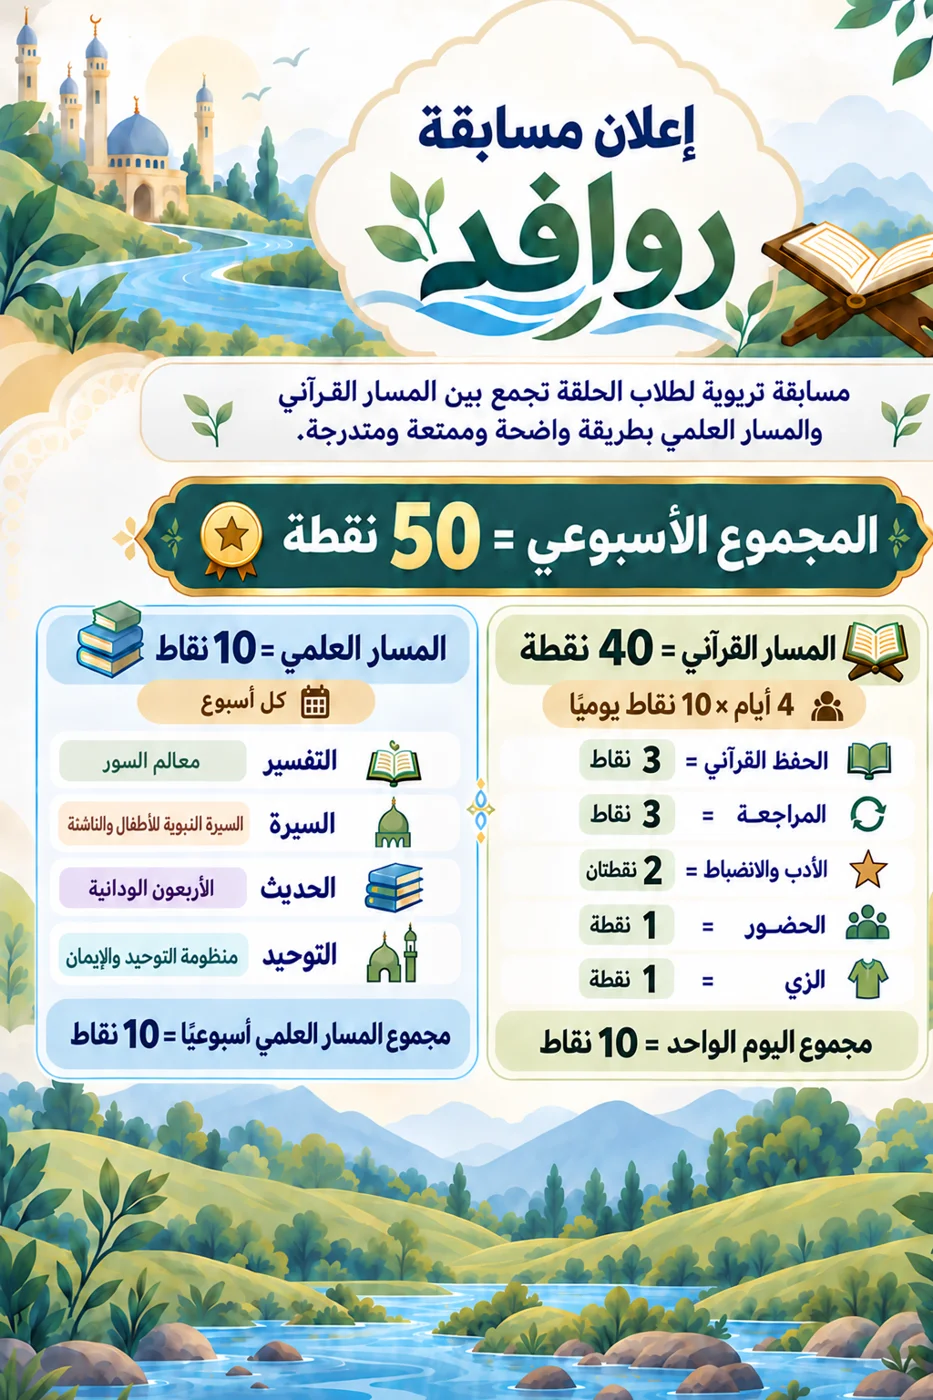 إعلان مسابقة
روافد
مسابقة تربوية لطلاب الحلقة تجمع بين المسار القرآني
والمسار العلمي بطريقة واضحة وممتعة ومتدرجة.
المجموع الأسبوعي = 50 نقطة
المسار القرآني = 40 نقطة
4 أيام × 10 نقاط يوميًا
الحفظ القرآني = 3 نقاط
المراجعـة = 3 نقاط
الأدب والانضباط = 2 نقطتان
الحضـور = 1 نقطة
الزي = 1 نقطة
مجموع اليوم الواحد = 10 نقاط
المسار العلمي = 10 نقاط
كل أسبوع
التفسير معالم السور
السيرة السيرة النبوية للأطفال والناشئة
الحديث الأربعون الودانية
التوحيد منظومة التوحيد والإيمان
مجموع المسار العلمي أسبوعيًا = 10 نقاط